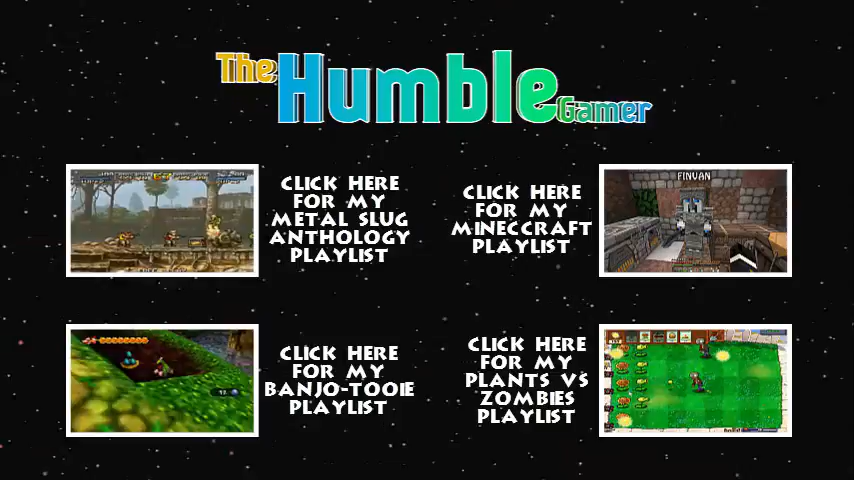 The Humble Gamer
CLICK HERE
FOR MY
METAL SLUG
ANTHOLOGY
PLAYLIST
CLICK HERE
FOR MY
MINECCRAFT
PLAYLIST
FINVAN
CLICK HERE
FOR MY
BANJO-TOOIE
PLAYLIST
CLICK HERE
FOR MY
PLANTS VS
ZOMBIES
PLAYLIST